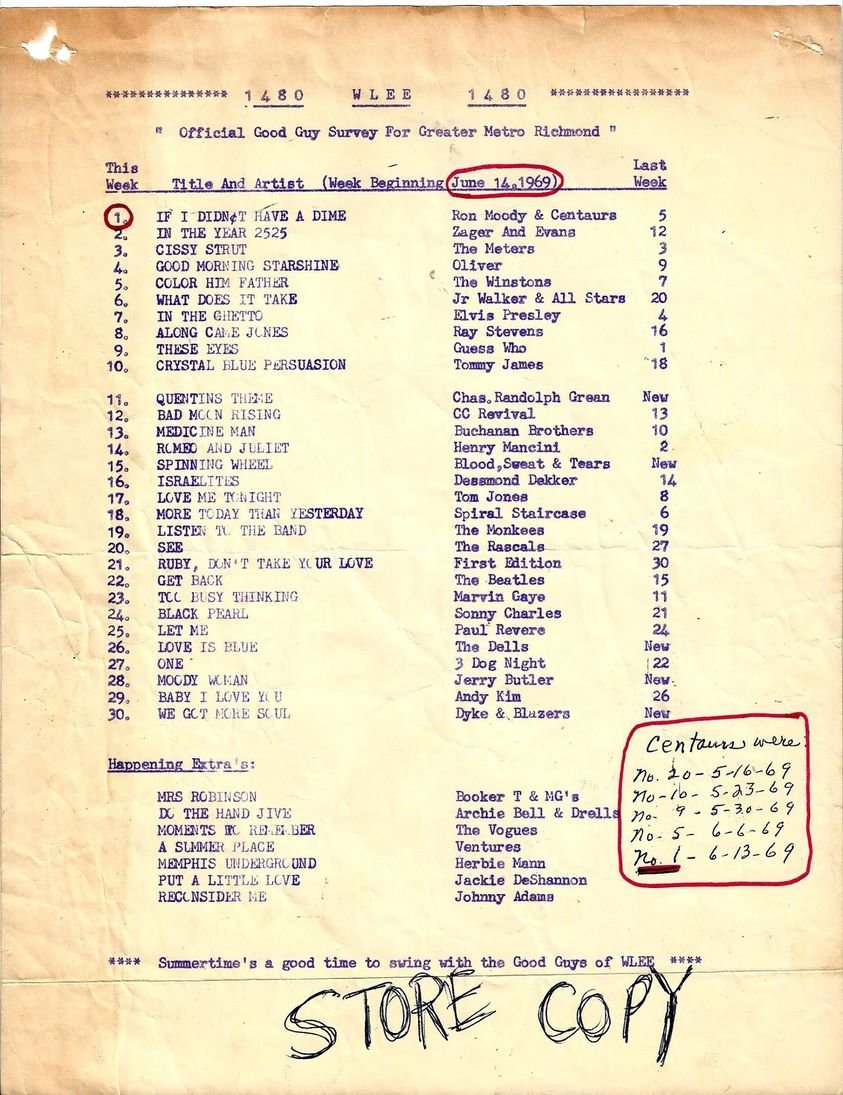 *************** 1480 WLEE 1480 *****************
" Official Good Guy Survey For Greater Metro Richmond "
This Week Title And Artist (Week Beginning June 14,1969) Last Week
1. IF I DIDN¢T HAVE A DIME Ron Moody & Centaurs 5
2. IN THE YEAR 2525 Zager And Evans 12
3. CISSY STRUT The Meters 3
4. GOOD MORNING STARSHINE Oliver 9
5. COLOR HIM FATHER The Winstons 7
6. WHAT DOES IT TAKE Jr Walker & All Stars 20
7. IN THE GHETTO Elvis Presley 4
8. ALONG CAME JONES Ray Stevens 16
9. THESE EYES Guess Who 1
10. CRYSTAL BLUE PERSUASION Tommy James 18
11. QUENTINS THEME Chas.Randolph Grean New
12. BAD MOON RISING CC Revival 13
13. MEDICINE MAN Buchanan Brothers 10
14. ROMEO AND JULIET Henry Mancini 2
15. SPINNING WHEEL Blood,Sweat & Tears New
16. ISRAELITES Dessmond Dekker 14
17. LOVE ME TONIGHT Tom Jones 8
18. MORE TODAY THAN YESTERDAY Spiral Staircase 6
19. LISTEN TO THE BAND The Monkees 19
20. SEE The Rascals 27
21. RUBY, DON'T TAKE YOUR LOVE First Edition 30
22. GET BACK The Beatles 15
23. TOO BUSY THINKING Marvin Gaye 11
24. BLACK PEARL Sonny Charles 21
25. LET ME Paul Revere 24
26. LOVE IS BLUE The Dells New
27. ONE 3 Dog Night 22
28. MOODY WOMAN Jerry Butler New
29. BABY I LOVE YOU Andy Kim 26
30. WE GOT MORE SOUL Dyke & Blazers New
Centaurs were:
No. 20 - 5-16-69
No-10- 5-23-69
No- 9 - 5-30-69
No- 5- 6-6-69
No. 1 - 6-13-69
Happening Extra's:
MRS ROBINSON Booker T & MG's
DO THE HAND JIVE Archie Bell & Drells
MOMENTS TO REMEMBER The Vogues
A SUMMER PLACE Ventures
MEMPHIS UNDERGROUND Herbie Mann
PUT A LITTLE LOVE Jackie DeShannon
RECONSIDER ME Johnny Adams
**** Summertime's a good time to swing with the Good Guys of WLEE ****
STORE COPY